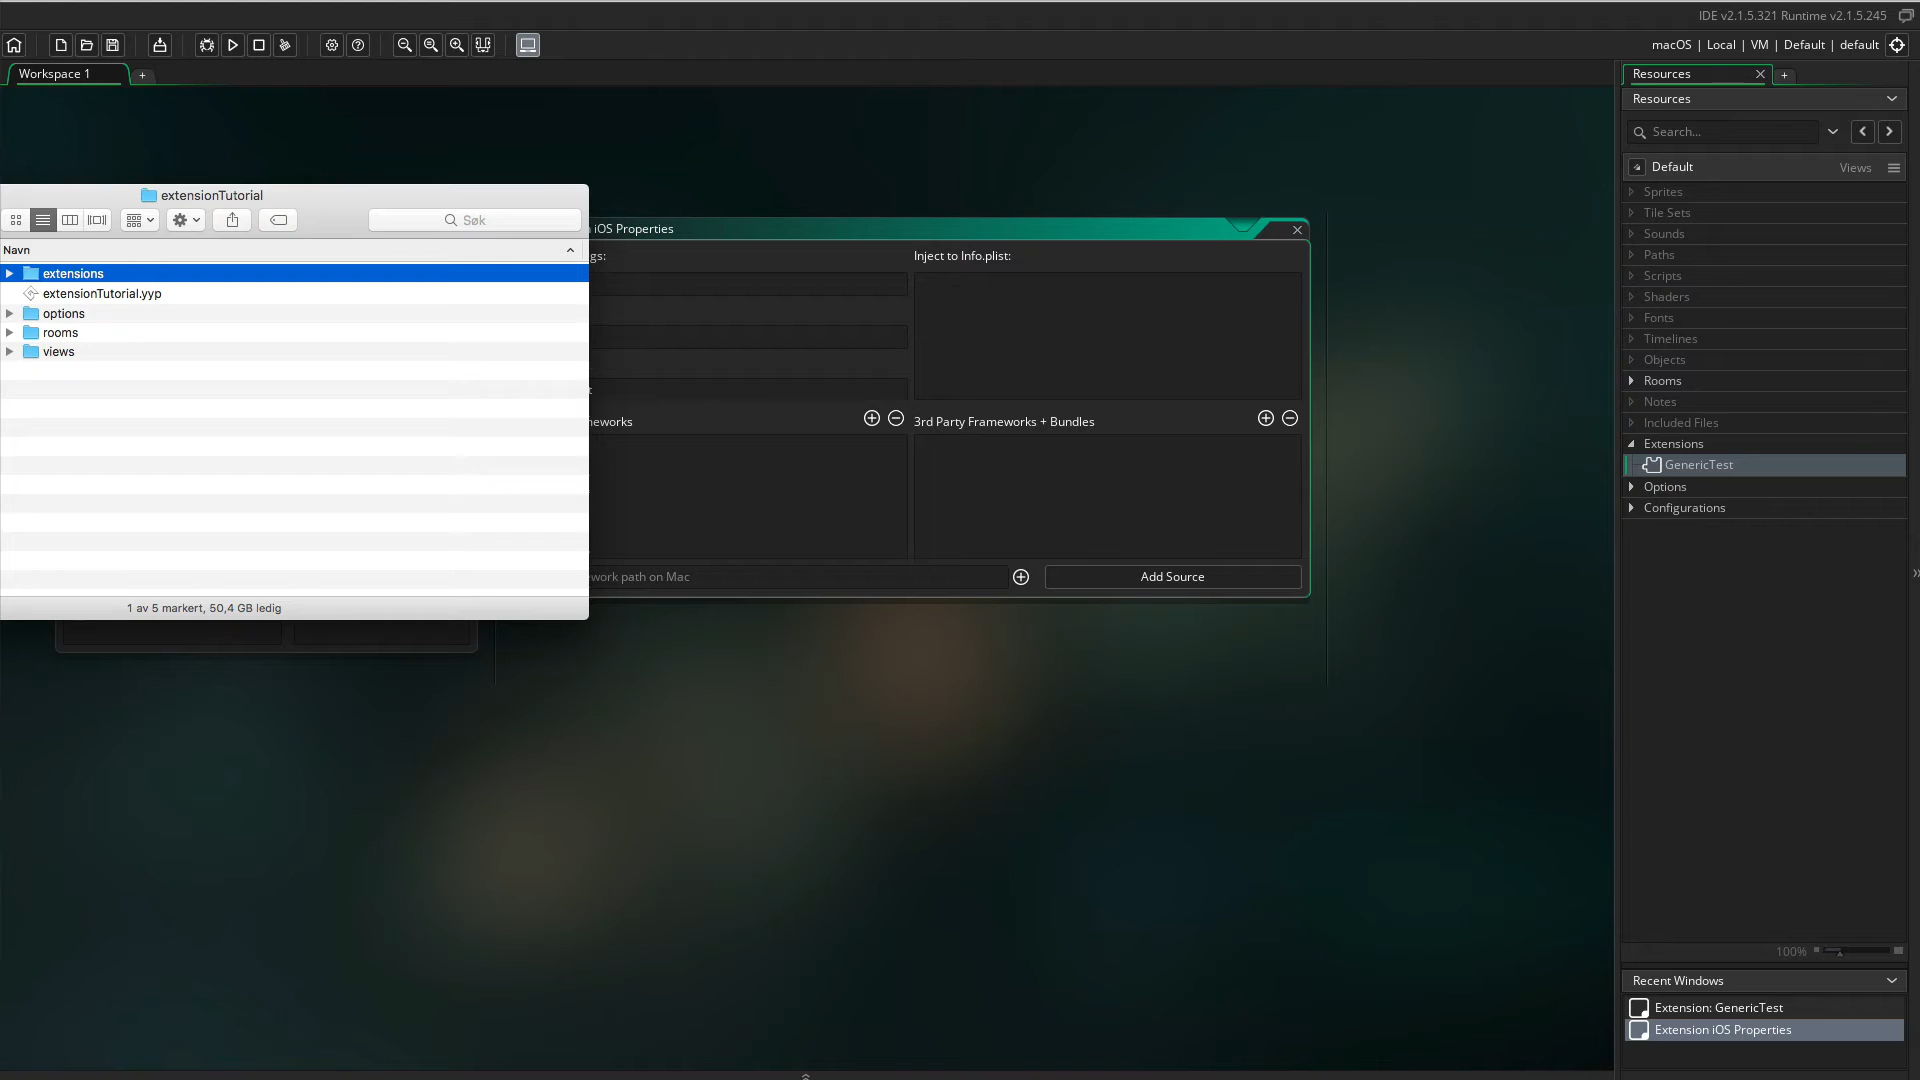 IDE v2.1.5.321 Runtime v2.1.5.245
macOS | Local | VM | Default | default
Workspace 1
Resources
Resources
Search...
Default
Views
Sprites
Tile Sets
Sounds
Paths
Scripts
Shaders
Fonts
Timelines
Objects
Rooms
Notes
Included Files
Extensions
GenericTest
Options
Configurations
100%
Recent Windows
Extension: GenericTest
Extension iOS Properties
extensionTutorial
Søk
Navn
extensions
extensionTutorial.yyp
options
rooms
views
1 av 5 markert, 50,4 GB ledig
iOS Properties
Inject to Info.plist:
3rd Party Frameworks + Bundles
path on Mac
Add Source